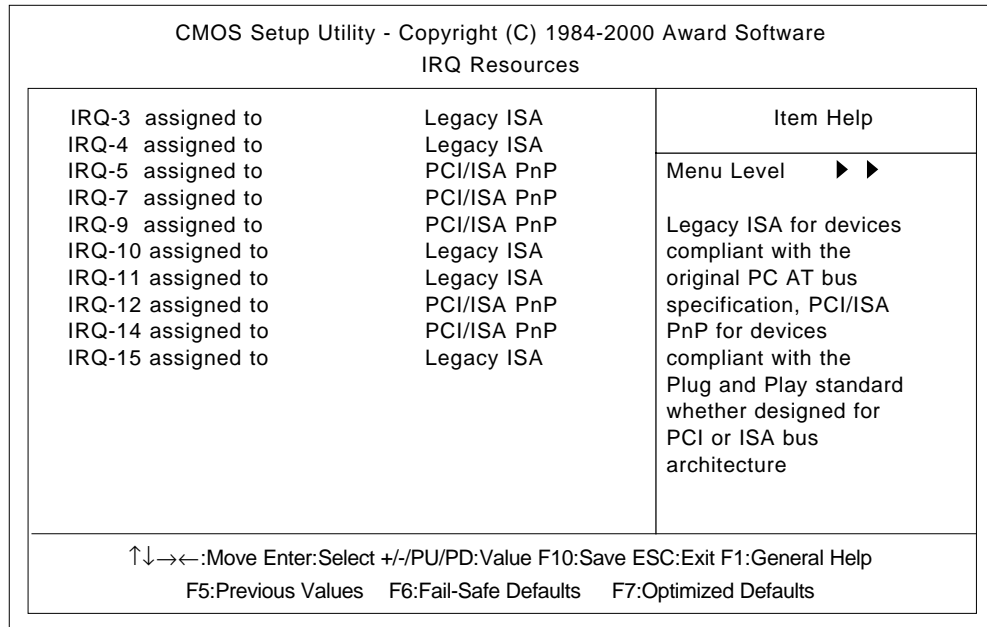 CMOS Setup Utility - Copyright (C) 1984-2000 Award Software
IRQ Resources
IRQ-3 assigned to Legacy ISA
IRQ-4 assigned to Legacy ISA
IRQ-5 assigned to PCI/ISA PnP
IRQ-7 assigned to PCI/ISA PnP
IRQ-9 assigned to PCI/ISA PnP
IRQ-10 assigned to Legacy ISA
IRQ-11 assigned to Legacy ISA
IRQ-12 assigned to PCI/ISA PnP
IRQ-14 assigned to PCI/ISA PnP
IRQ-15 assigned to Legacy ISA
Item Help
Menu Level ▶ ▶
Legacy ISA for devices
compliant with the
original PC AT bus
specification, PCI/ISA
PnP for devices
compliant with the
Plug and Play standard
whether designed for
PCI or ISA bus
architecture
↑↓→←:Move Enter:Select +/-/PU/PD:Value F10:Save ESC:Exit F1:General Help
F5:Previous Values F6:Fail-Safe Defaults F7:Optimized Defaults